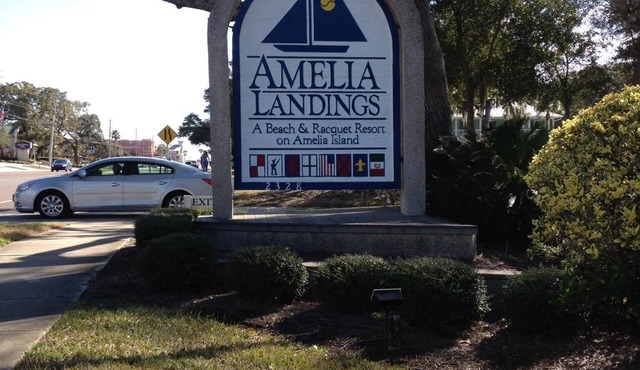 AMELIA
LANDINGS
A Beach & Racquet Resort
on Amelia Island
2328
EXIT